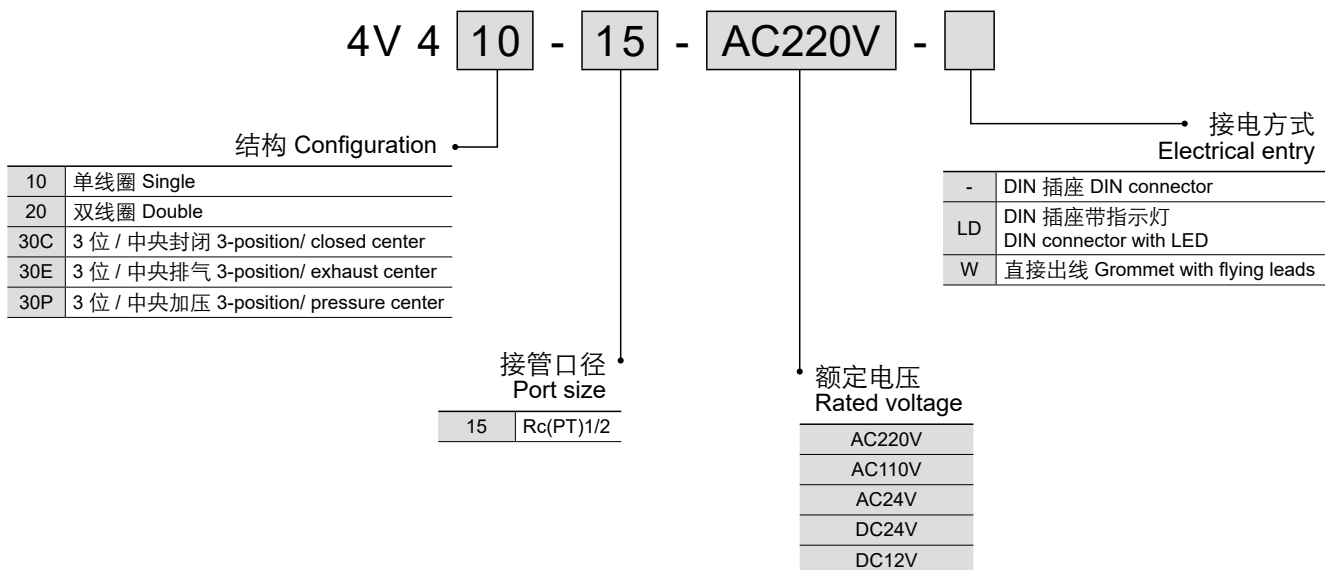 4V 4 10 - 15 - AC220V -
结构 Configuration
10 单线圈 Single
20 双线圈 Double
30C 3 位 / 中央封闭 3-position/ closed center
30E 3 位 / 中央排气 3-position/ exhaust center
30P 3 位 / 中央加压 3-position/ pressure center
接管口径
Port size
15 Rc(PT)1/2
额定电压
Rated voltage
AC220V
AC110V
AC24V
DC24V
DC12V
接电方式
Electrical entry
- DIN 插座 DIN connector
LD DIN 插座带指示灯
DIN connector with LED
W 直接出线 Grommet with flying leads